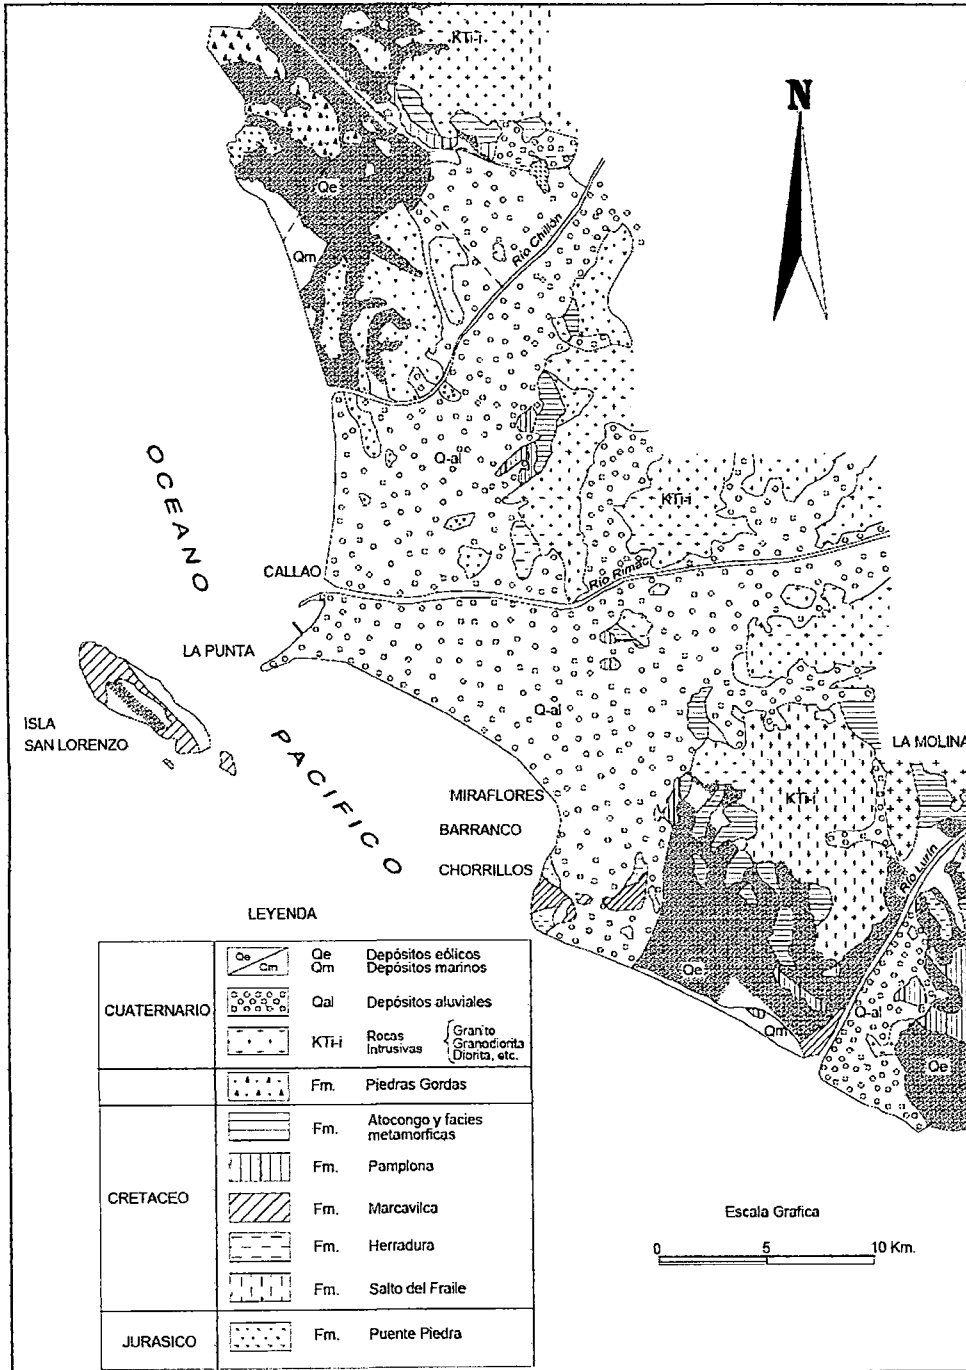 KTi-i
N
Qe
Río Chillón
Qm
Q-al
OCEANO
KTi-i
CALLAO
Río Rimac
LA PUNTA
Q-al
ISLA
SAN LORENZO
PACIFICO
LA MOLINA
MIRAFLORES
KTi-i
BARRANCO
CHORRILLOS
Río Lurín
LEYENDA
Qe
Qm
Q-al
Qe
CUATERNARIO
Qe
Qm
Qe Depósitos eólicos
Qm Depósitos marinos
Qal Depósitos aluviales
KTi-i Rocas Intrusivas
Granito
Granodiorita
Diorita, etc.
Fm. Piedras Gordas
CRETACEO
Fm. Atocongo y facies
metamorficas
Fm. Pamplona
Fm. Marcavilca
Fm. Herradura
Fm. Salto del Fraile
JURASICO
Fm. Puente Piedra
Escala Grafica
0 5 10 Km.